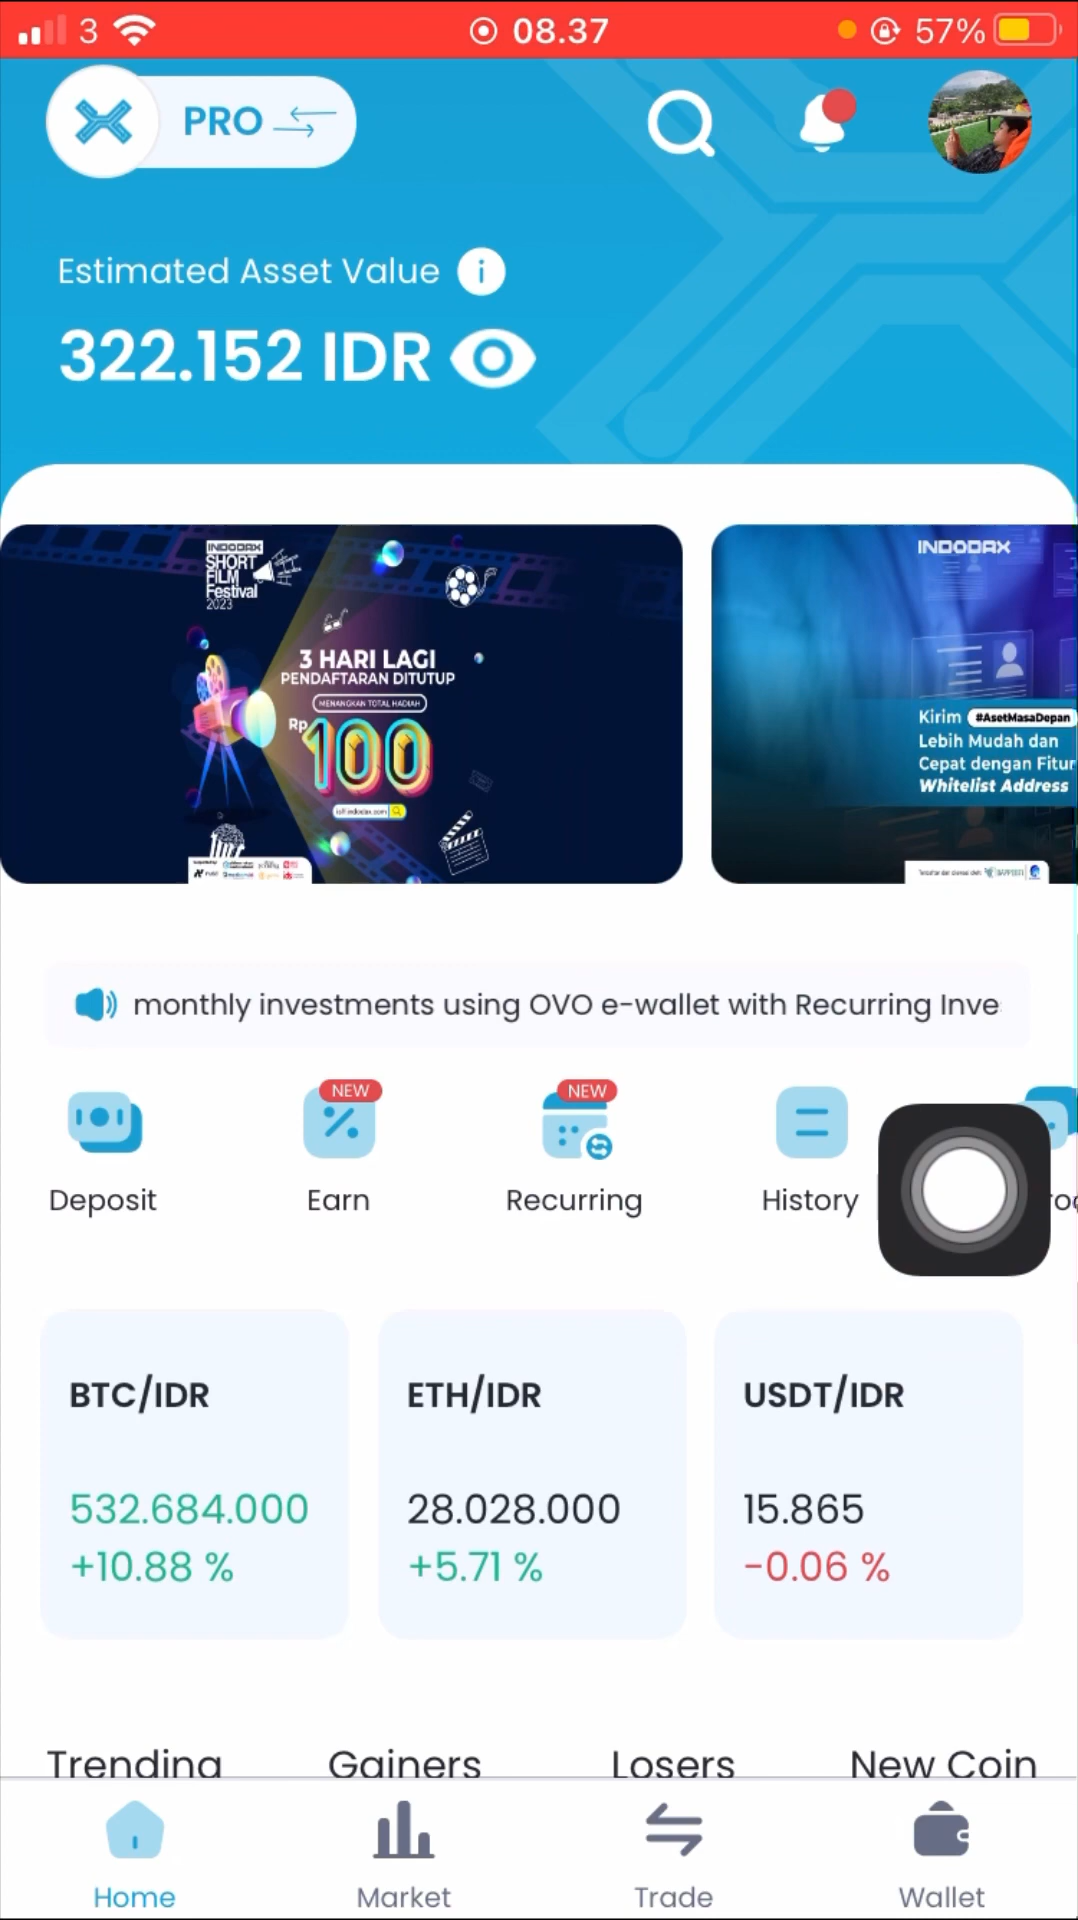 3 08.37 57%
PRO
Estimated Asset Value i
322.152 IDR
INDODAX
SHORT
FILM
Festival
2023
3 HARI LAGI
PENDAFTARAN DITUTUP
MENANGKAN TOTAL HADIAH
Rp 100
INDODAX
Kirim #AsetMasaDepan
Lebih Mudah dan
Cepat dengan Fitur
Whitelist Address
monthly investments using OVO e-wallet with Recurring Inve
NEW NEW
Deposit Earn Recurring History
BTC/IDR ETH/IDR USDT/IDR
532.684.000 28.028.000 15.865
+10.88 % +5.71 % -0.06 %
Trending Gainers Losers New Coin
Home Market Trade Wallet